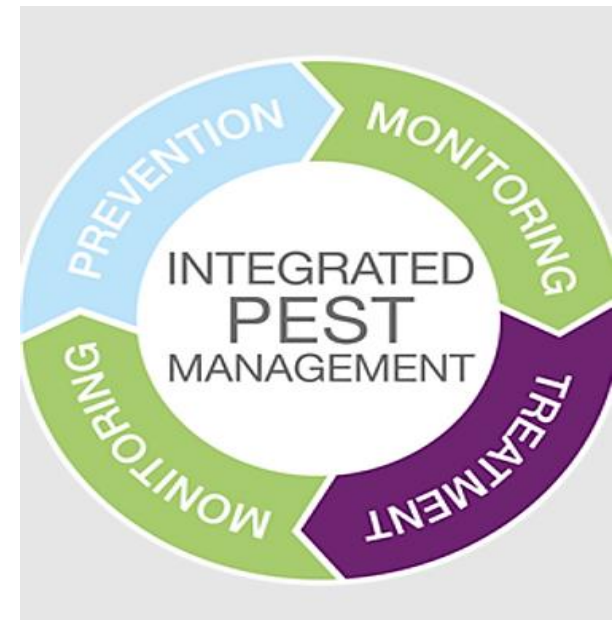 PREVENTION
MONITORING
INTEGRATED
PEST
MANAGEMENT
MONITORING
TREATMENT